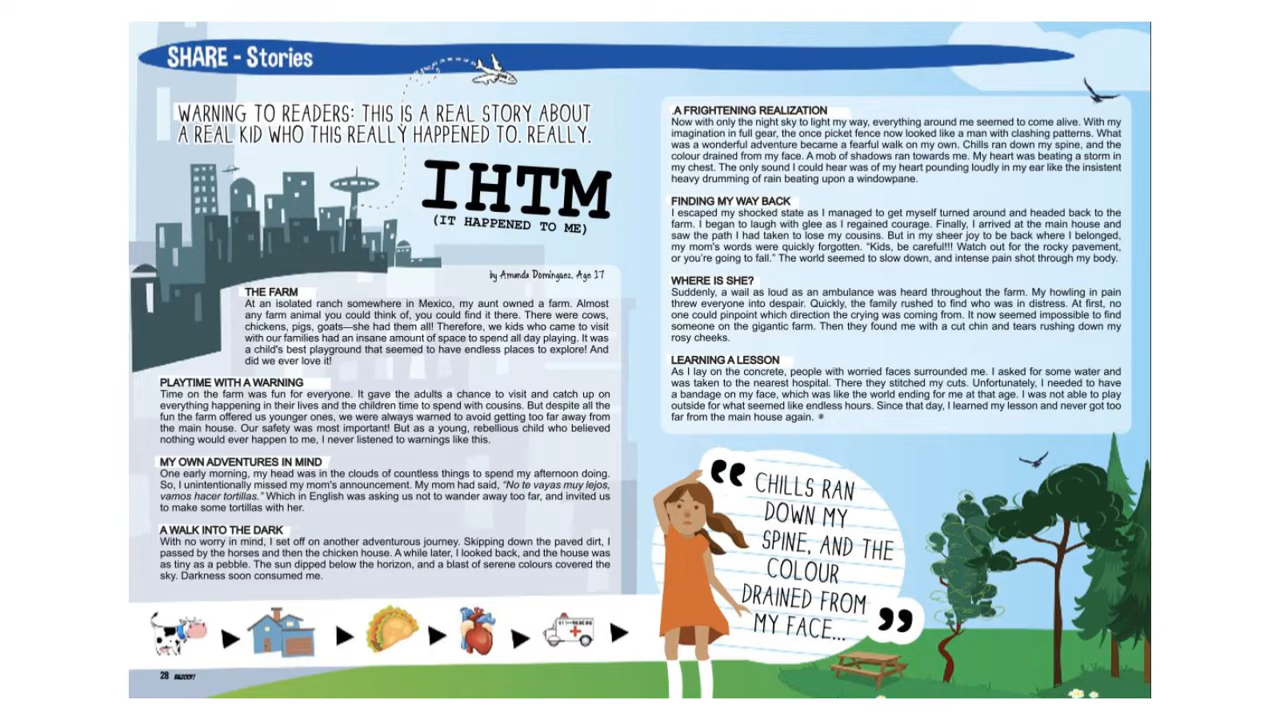 SHARE - Stories
WARNING TO READERS: THIS IS A REAL STORY ABOUT
A REAL KID WHO THIS REALLY HAPPENED TO. REALLY.
IHTM
(IT HAPPENED TO ME)
by Amanda Dominguez, Age 17
THE FARM
At an isolated ranch somewhere in Mexico, my aunt owned a farm. Almost
any farm animal you could think of, you could find it there. There were cows,
chickens, pigs, goats—she had them all! Therefore, we kids who came to visit
with our families had an insane amount of space to spend all day playing. It was
a child's best playground that seemed to have endless places to explore! And
did we ever love it!
PLAYTIME WITH A WARNING
Time on the farm was fun for everyone. It gave the adults a chance to visit and catch up on
everything happening in their lives and the children time to spend with cousins. But despite all the
fun the farm offered us younger ones, we were always warned to avoid getting too far away from
the main house. Our safety was most important! But as a young, rebellious child who believed
nothing would ever happen to me, I never listened to warnings like this.
MY OWN ADVENTURES IN MIND
One early morning, my head was in the clouds of countless things to spend my afternoon doing.
So, I unintentionally missed my mom's announcement. My mom had said, "No te vayas muy lejos,
vamos hacer tortillas." Which in English was asking us not to wander away too far, and invited us
to make some tortillas with her.
A WALK INTO THE DARK
With no worry in mind, I set off on another adventurous journey. Skipping down the paved dirt, I
passed by the horses and then the chicken house. A while later, I looked back, and the house was
as tiny as a pebble. The sun dipped below the horizon, and a blast of serene colours covered the
sky. Darkness soon consumed me.
28 KAZOO!
A FRIGHTENING REALIZATION
Now with only the night sky to light my way, everything around me seemed to come alive. With my
imagination in full gear, the once picket fence now looked like a man with clashing patterns. What
was a wonderful adventure became a fearful walk on my own. Chills ran down my spine, and the
colour drained from my face. A mob of shadows ran towards me. My heart was beating a storm in
my chest. The only sound I could hear was of my heart pounding loudly in my ear like the insistent
heavy drumming of rain beating upon a windowpane.
FINDING MY WAY BACK
I escaped my shocked state as I managed to get myself turned around and headed back to the
farm. I began to laugh with glee as I regained courage. Finally, I arrived at the main house and
saw the path I had taken to lose my cousins. But in my sheer joy to be back where I belonged,
my mom's words were quickly forgotten. "Kids, be careful!!! Watch out for the rocky pavement,
or you're going to fall." The world seemed to slow down, and intense pain shot through my body.
WHERE IS SHE?
Suddenly, a wail as loud as an ambulance was heard throughout the farm. My howling in pain
threw everyone into despair. Quickly, the family rushed to find who was in distress. At first, no
one could pinpoint which direction the crying was coming from. It now seemed impossible to find
someone on the gigantic farm. Then they found me with a cut chin and tears rushing down my
rosy cheeks.
LEARNING A LESSON
As I lay on the concrete, people with worried faces surrounded me. I asked for some water and
was taken to the nearest hospital. There they stitched my cuts. Unfortunately, I needed to have
a bandage on my face, which was like the world ending for me at that age. I was not able to play
outside for what seemed like endless hours. Since that day, I learned my lesson and never got too
far from the main house again.
“CHILLS RAN
DOWN MY
SPINE, AND THE
COLOUR
DRAINED FROM
MY FACE...”